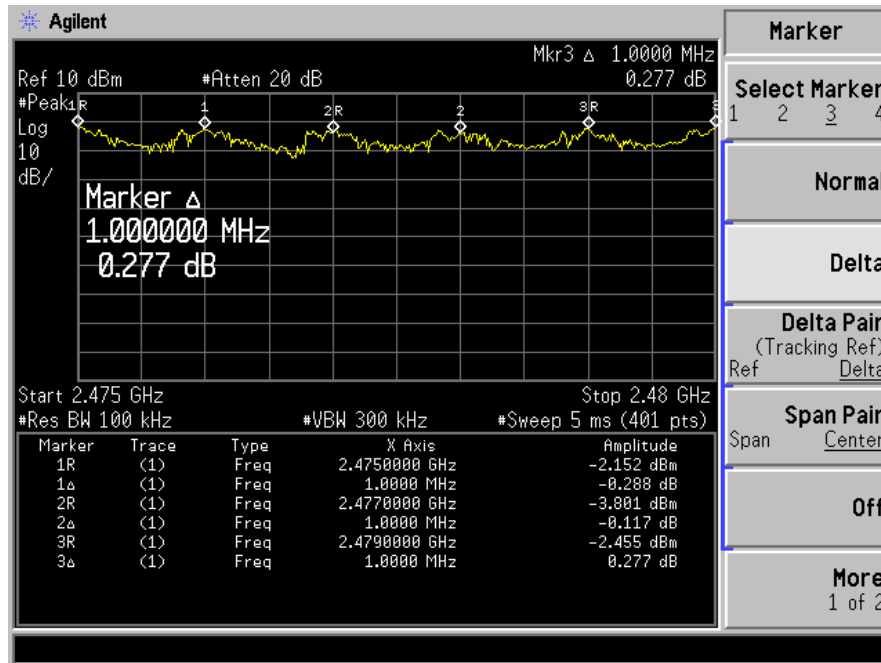 Agilent
Mkr3 Δ 1.0000 MHz
Ref 10 dBm #Atten 20 dB 0.277 dB
#Peak
Log
10
dB/
1R 1 2R 2 3R
Marker Δ
1.000000 MHz
0.277 dB
Start 2.475 GHz Stop 2.48 GHz
#Res BW 100 kHz #VBW 300 kHz #Sweep 5 ms (401 pts)
Marker Trace Type X Axis Amplitude
1R (1) Freq 2.4750000 GHz -2.152 dBm
1Δ (1) Freq 1.0000 MHz -0.288 dB
2R (1) Freq 2.4770000 GHz -3.801 dBm
2Δ (1) Freq 1.0000 MHz -0.117 dB
3R (1) Freq 2.4790000 GHz -2.455 dBm
3Δ (1) Freq 1.0000 MHz 0.277 dB
Marker
Select Marker
1 2 3 4
Norma
Delta
Delta Pair
(Tracking Ref)
Ref Delta
Span Pair
Span Center
Off
More
1 of 2